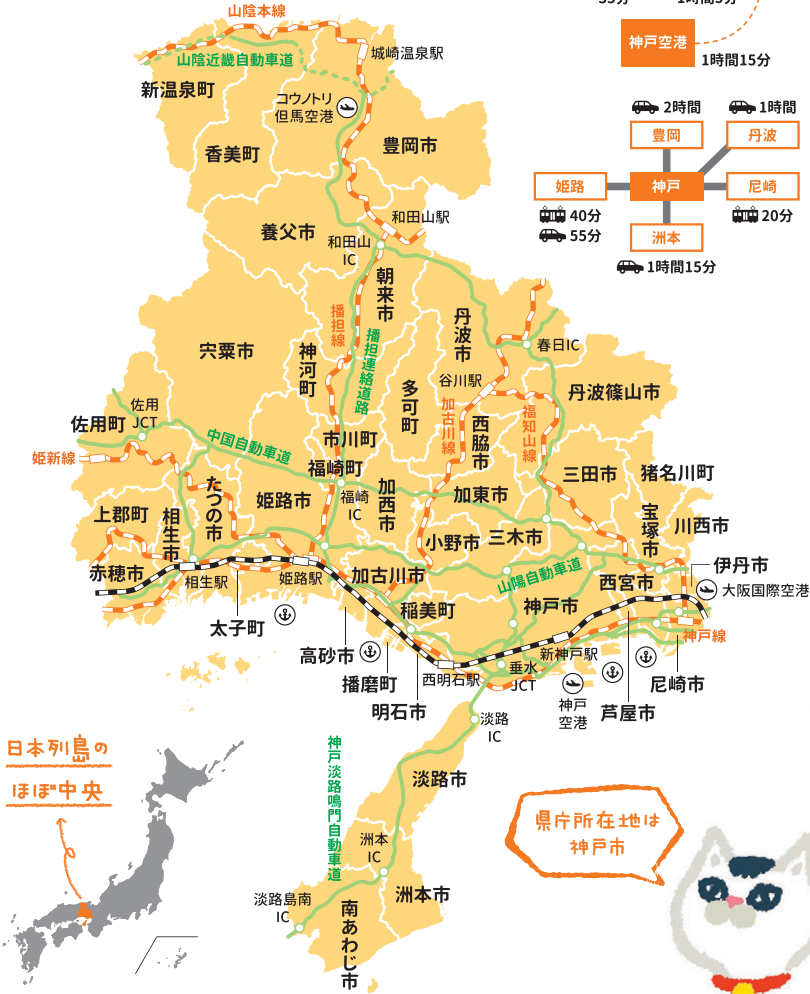 山陰本線
山陰近畿自動車道
城崎温泉駅
新温泉町
コウノトリ
但馬空港
香美町
豊岡市
養父市
和田山駅
和田山
IC
朝来市
播但線
播但連絡道路
丹波市
宍粟市
神河町
多可町
春日IC
谷川駅
丹波篠山市
加古川線
西脇市
福知山線
佐用
JCT
佐用町
中国自動車道
市川町
姫新線
福崎町
福崎
IC
加西市
加東市
三田市
猪名川町
たつの市
姫路市
上郡町
相生市
宝塚市
川西市
小野市
三木市
赤穂市
相生駅
姫路駅
加古川市
山陽自動車道
西宮市
伊丹市
大阪国際空港
稲美町
神戸市
太子町
神戸線
高砂市
播磨町
西明石駅
垂水
JCT
新神戸駅
尼崎市
明石市
神戸
空港
芦屋市
淡路
IC
神戸淡路鳴門自動車道
淡路市
洲本
IC
淡路島南
IC
洲本市
南あわじ市
神戸空港
1時間15分
2時間
1時間
豊岡
丹波
姫路
神戸
尼崎
40分
55分
20分
洲本
1時間15分
日本列島の
ほぼ中央
県庁所在地は
神戸市